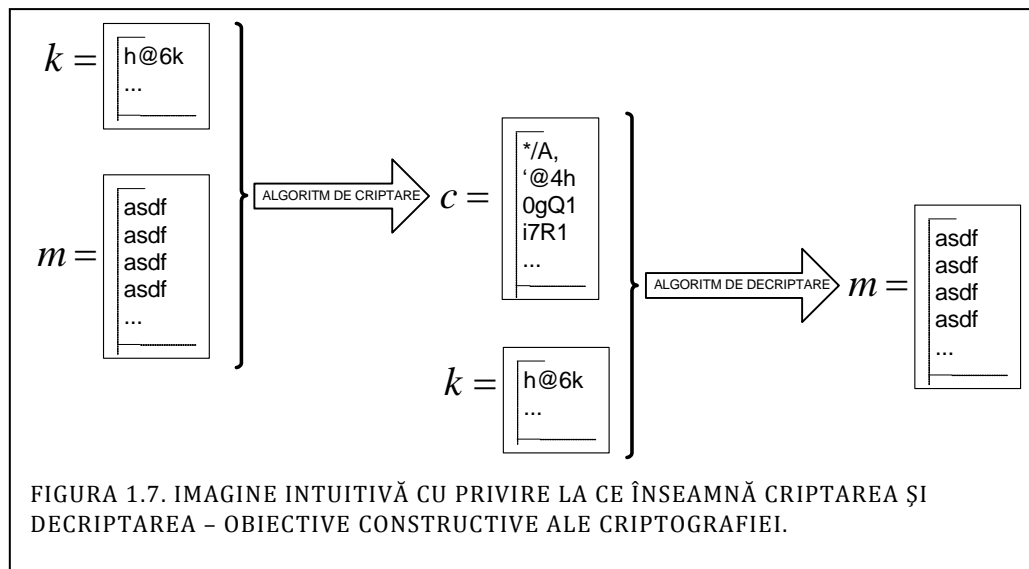 k =
h@6k
...
m =
asdf
asdf
asdf
asdf
...
ALGORITM DE CRIPTARE
c =
*/A,
‘@4h
0gQ1
i7R1
...
k =
h@6k
...
ALGORITM DE DECRIPTARE
m =
asdf
asdf
asdf
asdf
...
FIGURA 1.7. IMAGINE INTUITIVĂ CU PRIVIRE LA CE ÎNSEAMNĂ CRIPTAREA ŞI
DECRIPTAREA – OBIECTIVE CONSTRUCTIVE ALE CRIPTOGRAFIEI.